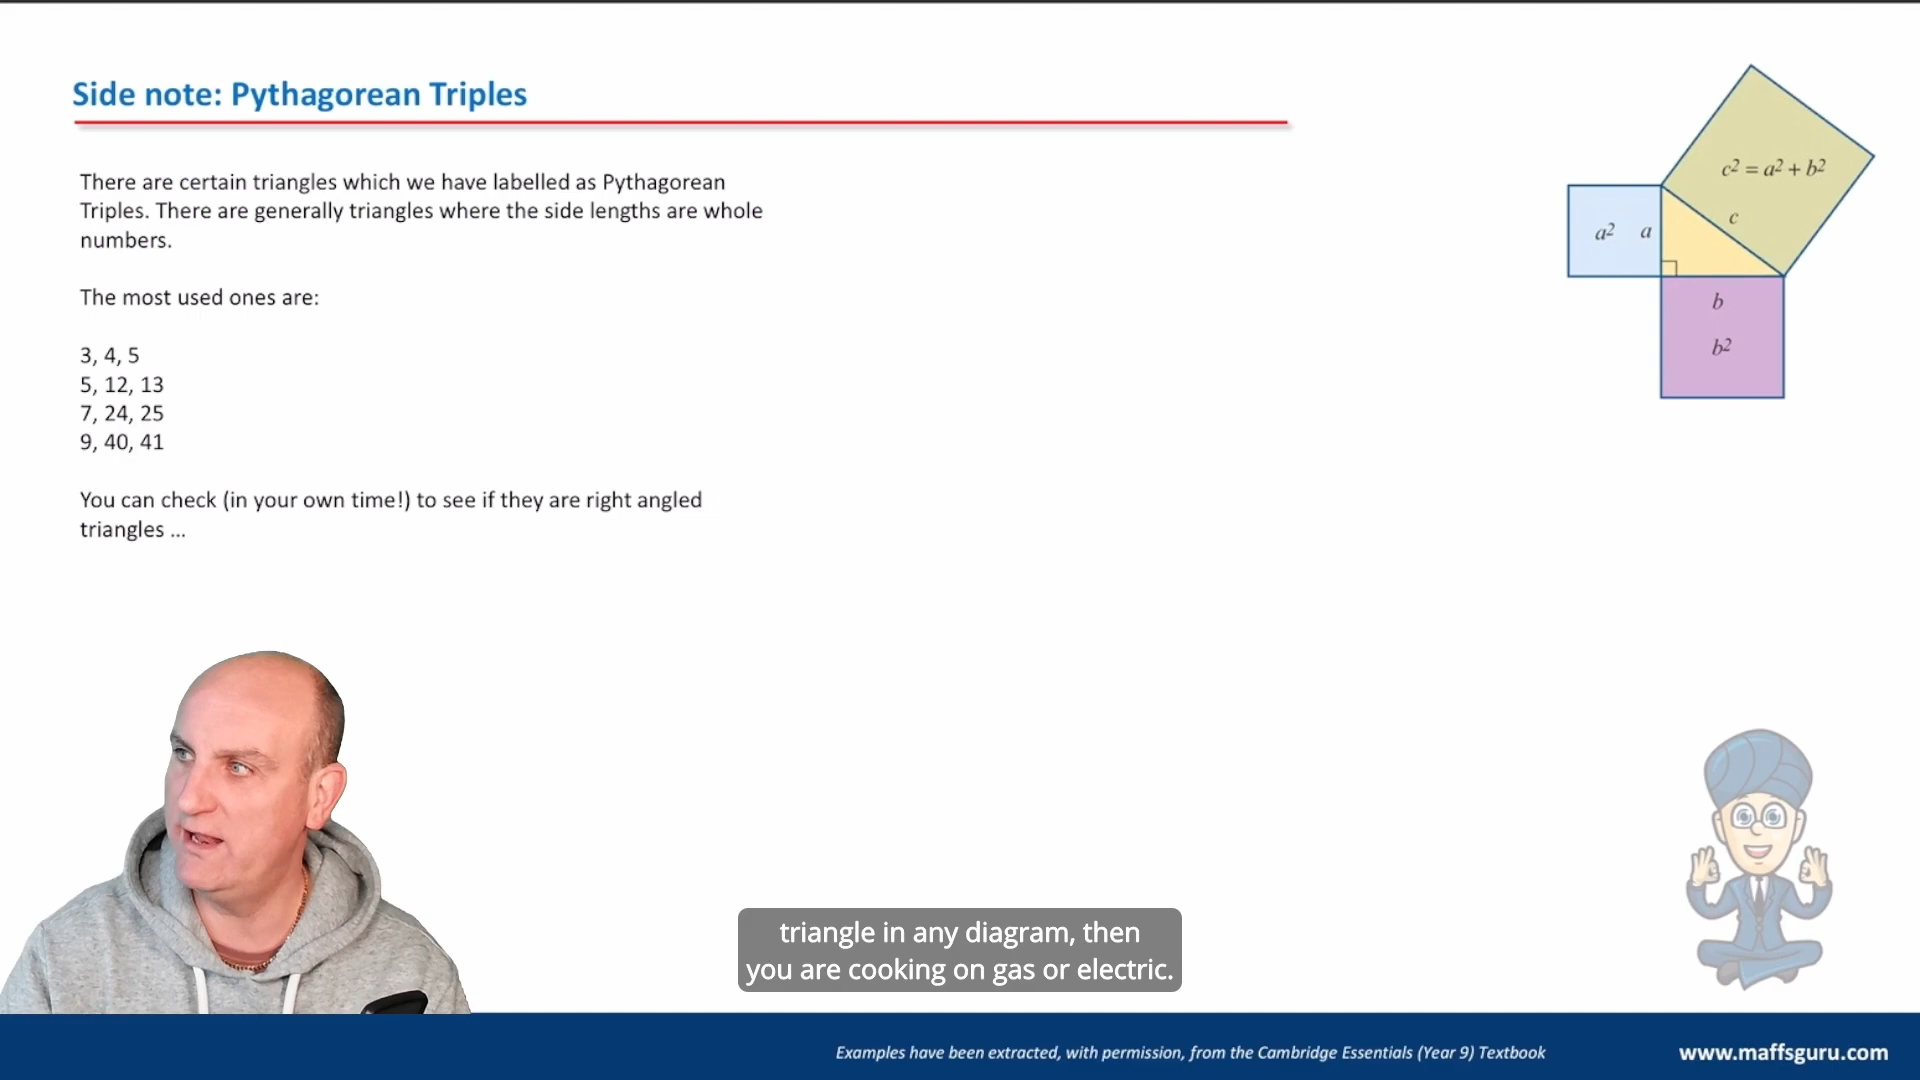 Side note: Pythagorean Triples
There are certain triangles which we have labelled as Pythagorean
Triples. There are generally triangles where the side lengths are whole
numbers.
The most used ones are:
3, 4, 5
5, 12, 13
7, 24, 25
9, 40, 41
You can check (in your own time!) to see if they are right angled
triangles ...
c² = a² + b²
c
a² a
b
b²
triangle in any diagram, then
you are cooking on gas or electric.
Examples have been extracted, with permission, from the Cambridge Essentials (Year 9) Textbook
www.maffsguru.com